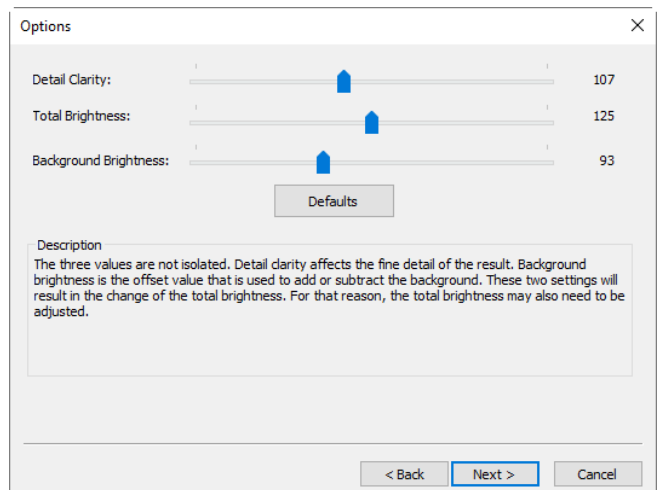 Options
Detail Clarity: 107
Total Brightness: 125
Background Brightness: 93
Defaults
Description
The three values are not isolated. Detail clarity affects the fine detail of the result. Background
brightness is the offset value that is used to add or subtract the background. These two settings will
result in the change of the total brightness. For that reason, the total brightness may also need to be
adjusted.
< Back Next > Cancel